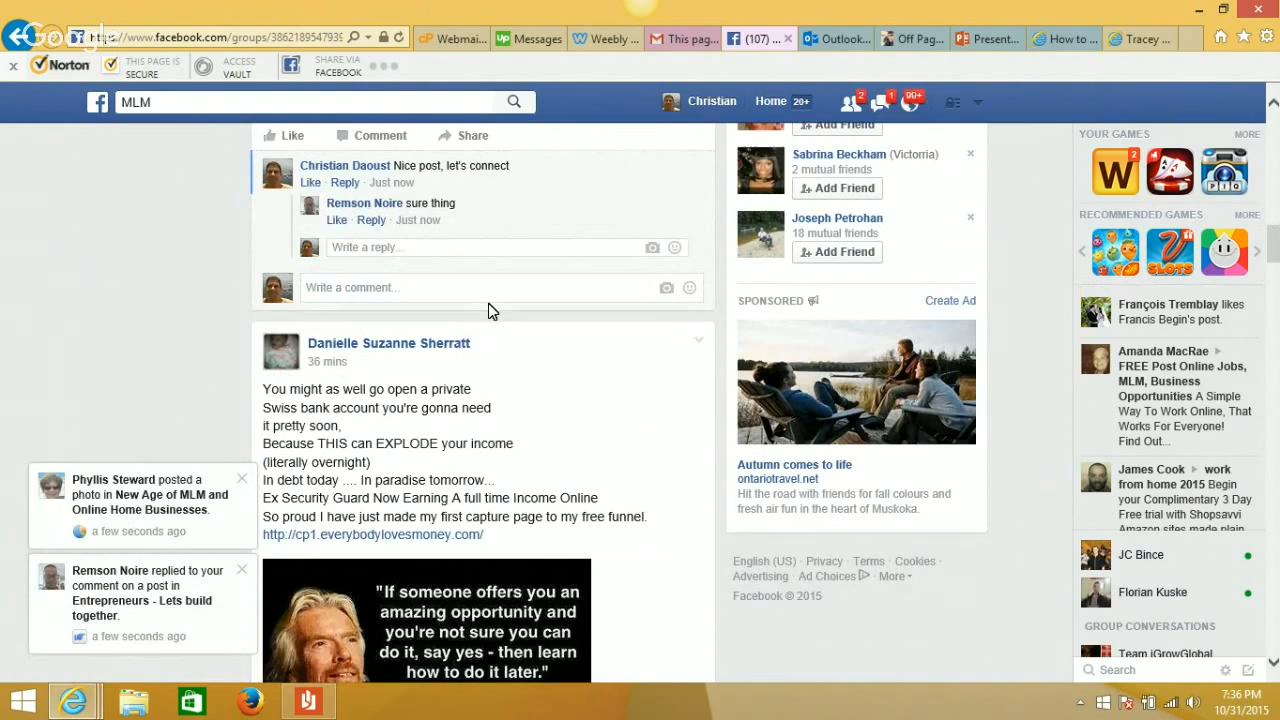 Google
https://www.facebook.com/groups/3862189547939
Webmai...
Messages
Weebly ...
This pag...
(107) ...
Outlook...
Off Pag...
Present...
How to ...
Tracey ...
Norton
THIS PAGE IS
SECURE
ACCESS
VAULT
SHARE VIA
FACEBOOK
MLM
Christian
Home 20+
2
1
99+
Like
Comment
Share
Christian Daoust Nice post, let's connect
Like · Reply · Just now
Remson Noire sure thing
Like · Reply · Just now
Write a reply...
Write a comment...
Danielle Suzanne Sherratt
36 mins
You might as well go open a private
Swiss bank account you're gonna need
it pretty soon,
Because THIS can EXPLODE your income
(literally overnight)
In debt today .... In paradise tomorrow...
Ex Security Guard Now Earning A full time Income Online
So proud I have just made my first capture page to my free funnel.
http://cp1.everybodylovesmoney.com/
"If someone offers you an
amazing opportunity and
you're not sure you can
do it, say yes - then learn
how to do it later."
Phyllis Steward posted a
photo in New Age of MLM and
Online Home Businesses.
a few seconds ago
Remson Noire replied to your
comment on a post in
Entrepreneurs - Lets build
together.
a few seconds ago
Add Friend
Sabrina Beckham (Victorria)
2 mutual friends
Add Friend
Joseph Petrohan
18 mutual friends
Add Friend
SPONSORED
Create Ad
Autumn comes to life
ontariotravel.net
Hit the road with friends for fall colours and
fresh air fun in the heart of Muskoka.
English (US) · Privacy · Terms · Cookies ·
Advertising · Ad Choices · More
Facebook © 2015
YOUR GAMES
MORE
W
2
PIQ
RECOMMENDED GAMES
MORE
SLOTS
François Tremblay likes
Francis Begin's post.
Amanda MacRae
FREE Post Online Jobs,
MLM, Business
Opportunities A Simple
Way To Work Online, That
Works For Everyone!
Find Out...
James Cook work
from home 2015 Begin
your Complimentary 3 Day
Free trial with Shopsavvi
Amazon sites made plain
JC Bince
Florian Kuske
GROUP CONVERSATIONS
Team iGrowGlobal
Search
7:36 PM
10/31/2015